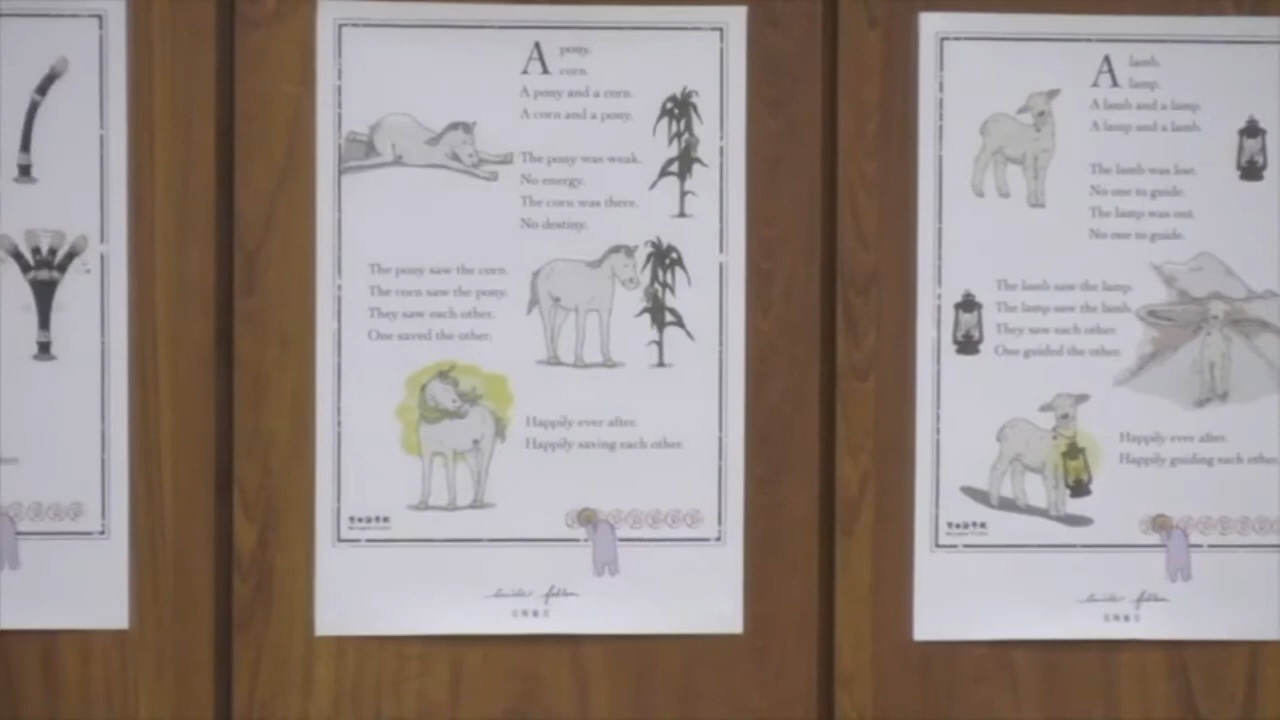 A pony.
corn.
A pony and a corn.
A corn and a pony.
The pony was weak.
No energy.
The corn was there.
No destiny.
The pony saw the corn.
The corn saw the pony.
They saw each other.
One saved the other.
Happily ever after.
Happily saving each other.
A lamb.
lamp.
A lamb and a lamp.
A lamp and a lamb.
The lamb was lost.
No one to guide.
The lamp was out.
No one to guide.
The lamb saw the lamp.
The lamp saw the lamb.
They saw each other.
One guided the other.
Happily ever after.
Happily guiding each other.